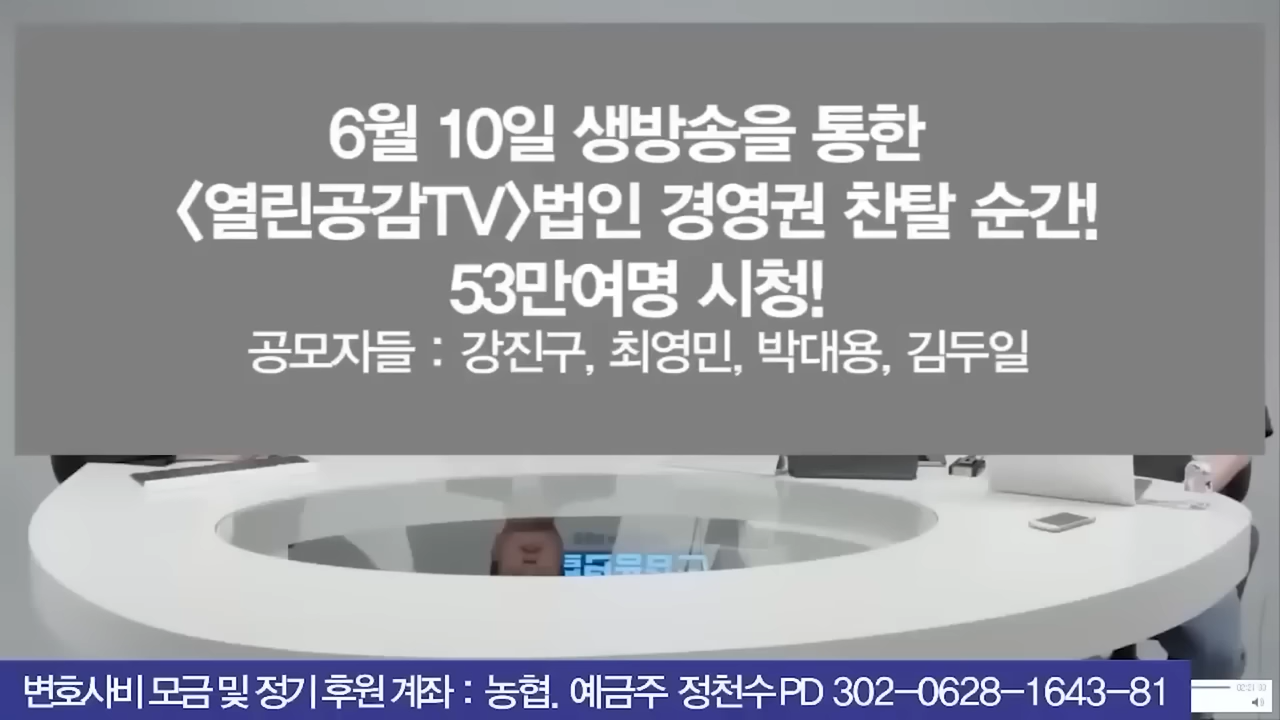 6월 10일 생방송을 통한
<열린공감TV>법인 경영권 찬탈 순간!
53만여명 시청!
공모자들 : 강진구, 최영민, 박대용, 김두일
변호사비 모금 및 정기 후원 계좌 : 농협. 예금주 정천수PD 302-0628-1643-81